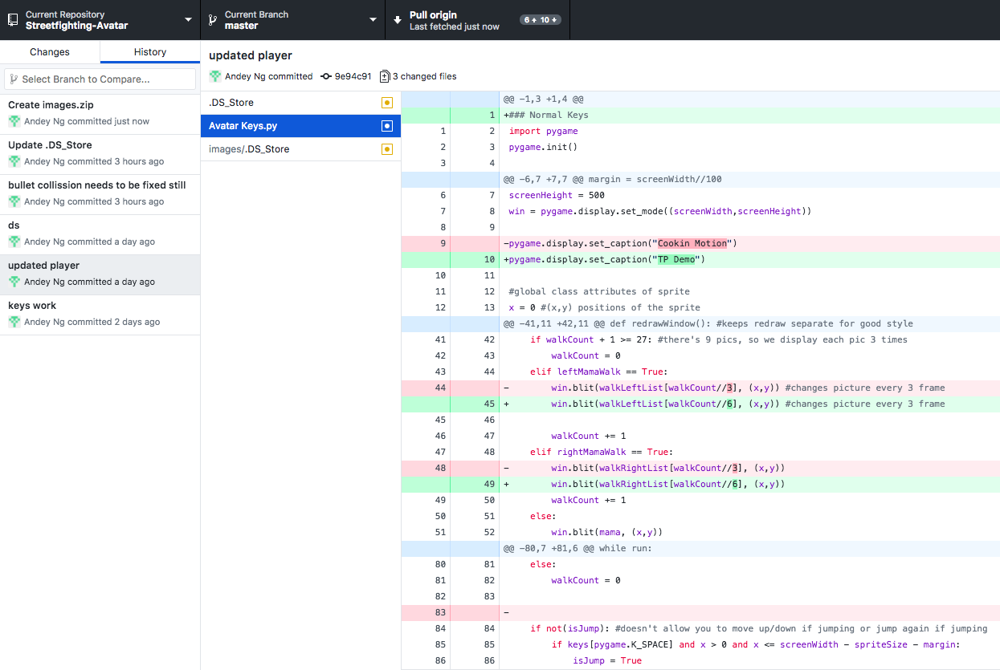 Current Repository
Streetfighting-Avatar
Current Branch
master
Pull origin
Last fetched just now
6 10
Changes
History
Select Branch to Compare...
Create images.zip
Andey Ng committed just now
Update .DS_Store
Andey Ng committed 3 hours ago
bullet collission needs to be fixed still
Andey Ng committed 3 hours ago
ds
Andey Ng committed a day ago
updated player
Andey Ng committed a day ago
keys work
Andey Ng committed 2 days ago
updated player
Andey Ng committed 9e94c91 3 changed files
.DS_Store
Avatar Keys.py
images/.DS_Store
@@ -1,3 +1,4 @@
1 +### Normal Keys
1 2 import pygame
2 3 pygame.init()
3 4
@@ -6,7 +7,7 @@ margin = screenWidth//100
6 7 screenHeight = 500
7 8 win = pygame.display.set_mode((screenWidth,screenHeight))
8 9
9 -pygame.display.set_caption("Cookin Motion")
10 +pygame.display.set_caption("TP Demo")
10 11
11 12 #global class attributes of sprite
12 13 x = 0 #(x,y) positions of the sprite
@@ -41,11 +42,11 @@ def redrawWindow(): #keeps redraw separate for good style
41 42 if walkCount + 1 >= 27: #there's 9 pics, so we display each pic 3 times
42 43 walkCount = 0
43 44 elif leftMamaWalk == True:
44 - win.blit(walkLeftList[walkCount//3], (x,y)) #changes picture every 3 frame
45 + win.blit(walkLeftList[walkCount//6], (x,y)) #changes picture every 3 frame
45 46
46 47 walkCount += 1
47 48 elif rightMamaWalk == True:
48 - win.blit(walkRightList[walkCount//3], (x,y))
49 + win.blit(walkRightList[walkCount//6], (x,y))
49 50 walkCount += 1
50 51 else:
51 52 win.blit(mama, (x,y))
@@ -80,7 +81,6 @@ while run:
80 81 else:
81 82 walkCount = 0
82 83
83 -
84 84 if not(isJump): #doesn't allow you to move up/down if jumping or jump again if jumping
85 85 if keys[pygame.K_SPACE] and x > 0 and x <= screenWidth - spriteSize - margin:
86 86 isJump = True